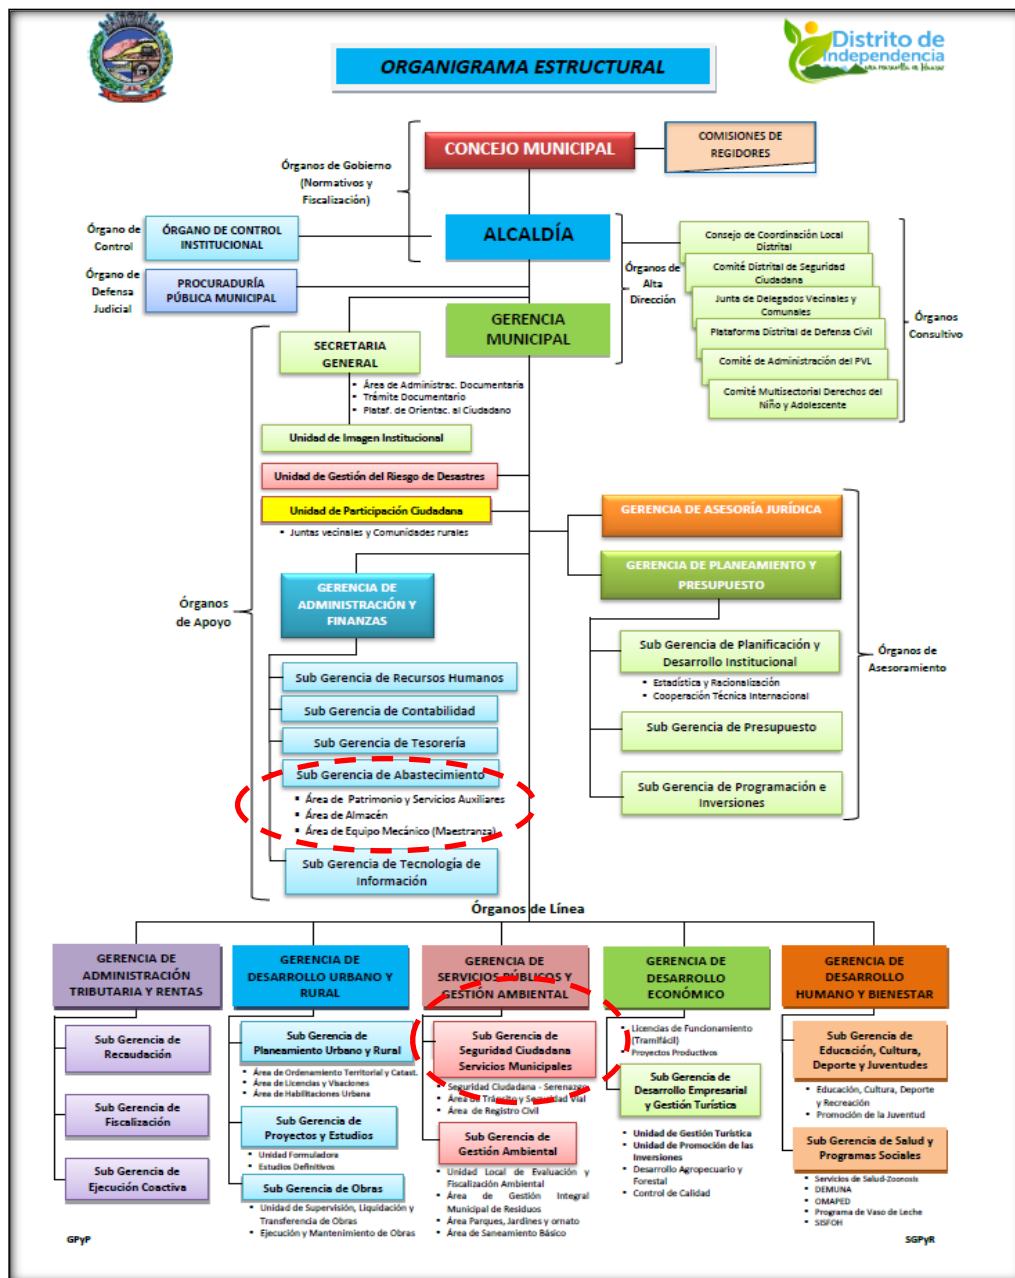 ORGANIGRAMA ESTRUCTURAL
Distrito de
Independencia
CONCEJO MUNICIPAL
COMISIONES DE
REGIDORES
Órganos de Gobierno
(Normativos y
Fiscalización)
Órgano de
Control
ÓRGANO DE CONTROL
INSTITUCIONAL
ALCALDÍA
Órgano de
Defensa
Judicial
PROCURADURÍA
PÚBLICA MUNICIPAL
Órganos de
Alta
Dirección
Consejo de Coordinación Local
Distrital
Comité Distrital de Seguridad
Ciudadana
Junta de Delegados Vecinales y
Comunales
Plataforma Distrital de Defensa Civil
Comité de Administración del PVL
Comité Multisectorial Derechos del
Niño y Adolescente
Órganos
Consultivo
GERENCIA
MUNICIPAL
SECRETARIA
GENERAL
▪ Área de Administrac. Documentaria
▪ Trámite Documentario
▪ Plataf. de Orientac. al Ciudadano
Unidad de Imagen Institucional
Unidad de Gestión del Riesgo de Desastres
Unidad de Participación Ciudadana
▪ Juntas vecinales y Comunidades rurales
GERENCIA DE ASESORÍA JURÍDICA
GERENCIA DE PLANEAMIENTO Y
PRESUPUESTO
Órganos
de Apoyo
GERENCIA DE
ADMINISTRACIÓN Y
FINANZAS
Sub Gerencia de Recursos Humanos
Sub Gerencia de Contabilidad
Sub Gerencia de Tesorería
Sub Gerencia de Abastecimiento
▪ Área de Patrimonio y Servicios Auxiliares
▪ Área de Almacén
▪ Área de Equipo Mecánico (Maestranza)
Sub Gerencia de Tecnología de
Información
Sub Gerencia de Planificación y
Desarrollo Institucional
▪ Estadística y Racionalización
▪ Cooperación Técnica Internacional
Sub Gerencia de Presupuesto
Sub Gerencia de Programación e
Inversiones
Órganos de
Asesoramiento
Órganos de Línea
GERENCIA DE
ADMINISTRACIÓN
TRIBUTARIA Y RENTAS
Sub Gerencia de
Recaudación
Sub Gerencia de
Fiscalización
Sub Gerencia de
Ejecución Coactiva
GERENCIA DE
DESARROLLO URBANO Y
RURAL
Sub Gerencia de
Planeamiento Urbano y Rural
▪ Área de Ordenamiento Territorial y Catast.
▪ Área de Licencias y Visaciones
▪ Área de Habilitaciones Urbana
Sub Gerencia de
Proyectos y Estudios
▪ Unidad Formuladora
▪ Estudios Definitivos
Sub Gerencia de Obras
▪ Unidad de Supervisión, Liquidación y
Transferencia de Obras
▪ Ejecución y Mantenimiento de Obras
GERENCIA DE
SERVICIOS PÚBLICOS Y
GESTIÓN AMBIENTAL
Sub Gerencia de
Seguridad Ciudadana
Servicios Municipales
▪ Seguridad Ciudadana - Serenazgo
▪ Área de Tránsito y Seguridad Vial
▪ Área de Registro Civil
Sub Gerencia de
Gestión Ambiental
▪ Unidad Local de Evaluación y
Fiscalización Ambiental
▪ Área de Gestión Integral
Municipal de Residuos
▪ Área Parques, Jardines y ornato
▪ Área de Saneamiento Básico
GERENCIA DE
DESARROLLO
ECONÓMICO
▪ Licencias de Funcionamiento
(Tramifácil)
▪ Proyectos Productivos
Sub Gerencia de
Desarrollo Empresarial
y Gestión Turística
▪ Unidad de Gestión Turística
▪ Unidad de Promoción de las
Inversiones
▪ Desarrollo Agropecuario y
Forestal
▪ Control de Calidad
GERENCIA DE
DESARROLLO
HUMANO Y BIENESTAR
Sub Gerencia de
Educación, Cultura,
Deporte y Juventudes
▪ Educación, Cultura, Deporte
y Recreación
▪ Promoción de la Juventud
Sub Gerencia de Salud y
Programas Sociales
▪ Servicios de Salud-Zoonosis
▪ DEMUNA
▪ OMAPED
▪ Programa de Vaso de Leche
▪ SISFOH
GPyP
SGPyR